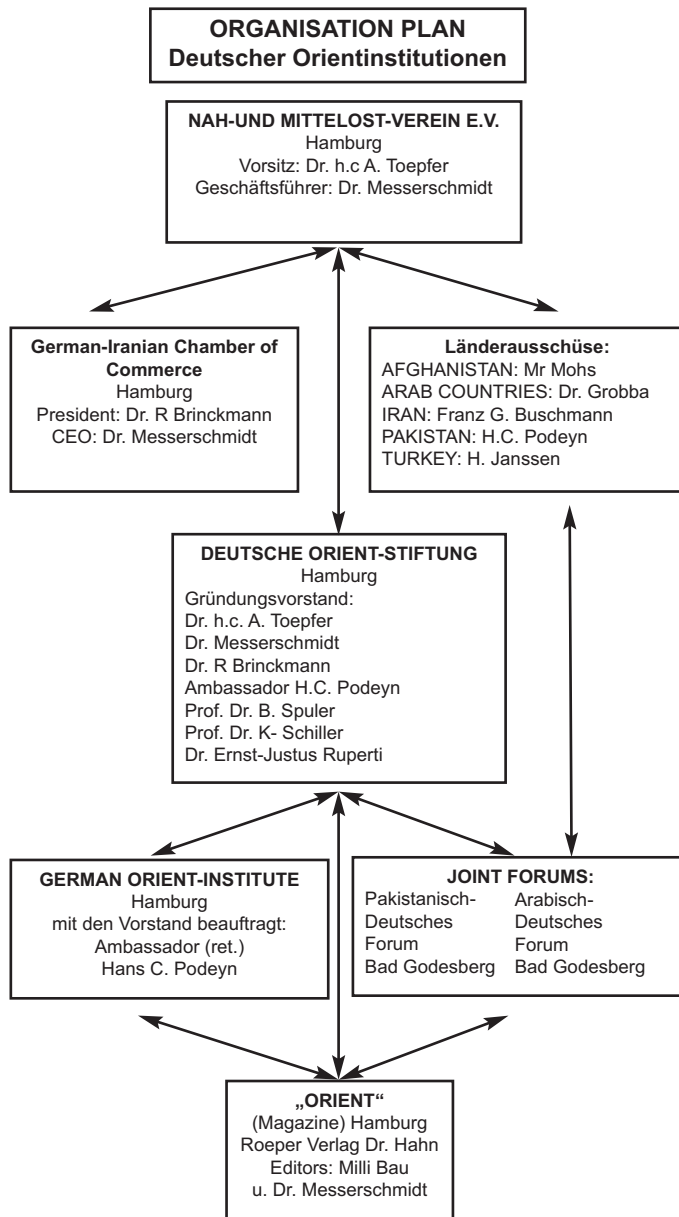 ORGANISATION PLAN
Deutscher Orientinstitutionen
NAH-UND MITTELOST-VEREIN E.V.
Hamburg
Vorsitz: Dr. h.c A. Toepfer
Geschäftsführer: Dr. Messerschmidt
German-Iranian Chamber of
Commerce
Hamburg
President: Dr. R Brinckmann
CEO: Dr. Messerschmidt
Länderausschüse:
AFGHANISTAN: Mr Mohs
ARAB COUNTRIES: Dr. Grobba
IRAN: Franz G. Buschmann
PAKISTAN: H.C. Podeyn
TURKEY: H. Janssen
DEUTSCHE ORIENT-STIFTUNG
Hamburg
Gründungsvorstand:
Dr. h.c. A. Toepfer
Dr. Messerschmidt
Dr. R Brinckmann
Ambassador H.C. Podeyn
Prof. Dr. B. Spuler
Prof. Dr. K- Schiller
Dr. Ernst-Justus Ruperti
GERMAN ORIENT-INSTITUTE
Hamburg
mit den Vorstand beauftragt:
Ambassador (ret.)
Hans C. Podeyn
JOINT FORUMS:
Pakistanisch-
Deutsches
Forum
Bad Godesberg
Arabisch-
Deutsches
Forum
Bad Godesberg
„ORIENT“
(Magazine) Hamburg
Roeper Verlag Dr. Hahn
Editors: Milli Bau
u. Dr. Messerschmidt